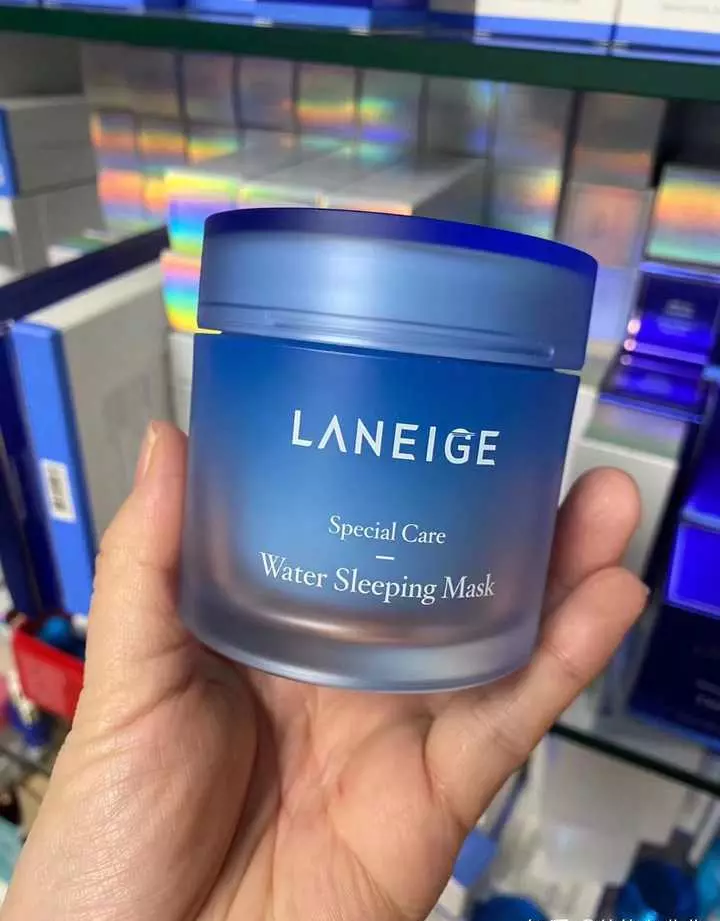 LANEIGE
Special Care
Water Sleeping Mask